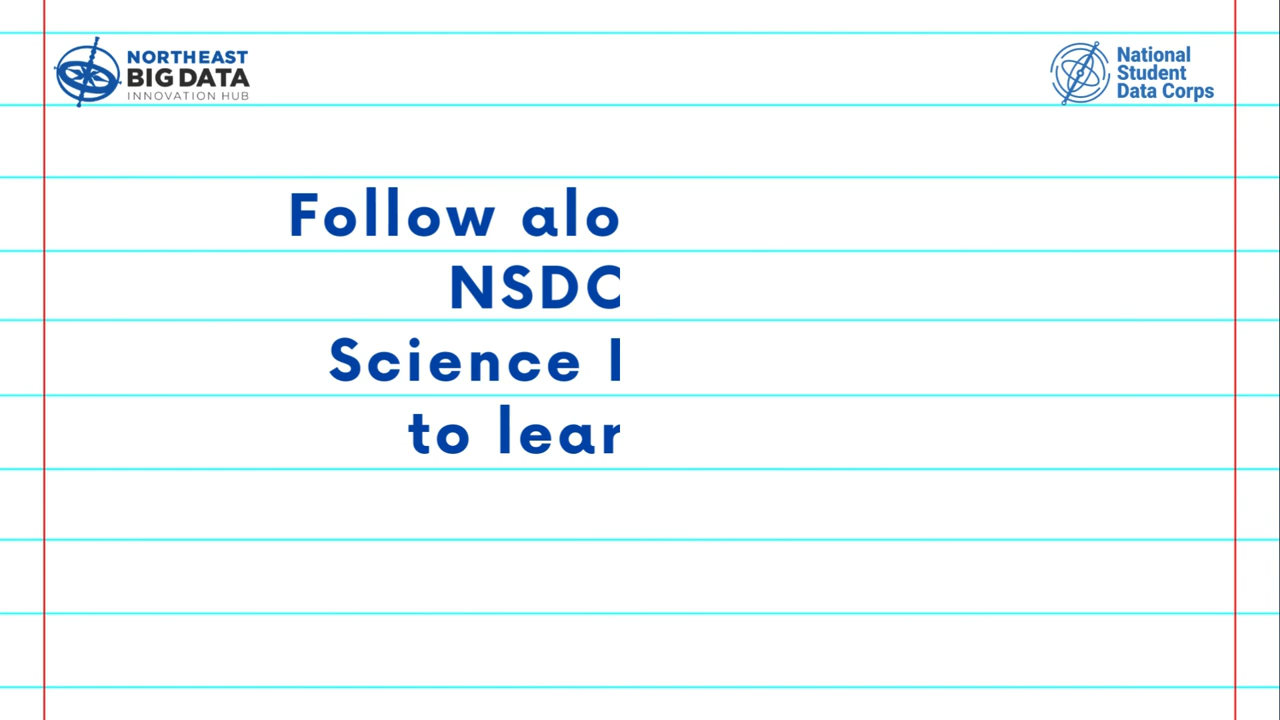 NORTHEAST
BIG DATA
INNOVATION HUB
National
Student
Data Corps
Follow alo
NSDC
Science
to lear